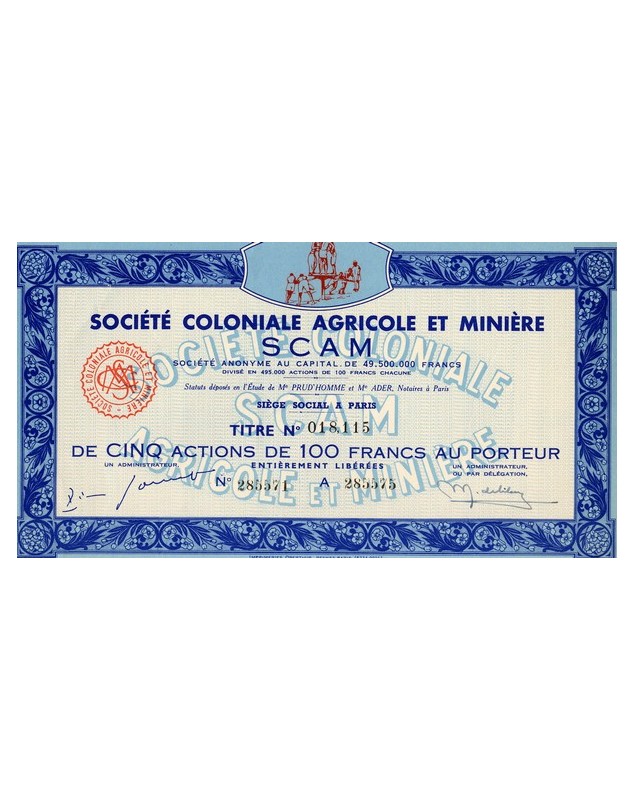 SOCIÉTÉ COLONIALE AGRICOLE ET MINIÈRE
SCAM
SOCIÉTÉ ANONYME AU CAPITAL DE 49.500.000 FRANCS
DIVISÉ EN 495.000 ACTIONS DE 100 FRANCS CHACUNE
Statuts déposés en l'Étude de Me PRUD'HOMME et Me ADER, Notaires à Paris
SIÈGE SOCIAL A PARIS
TITRE No 018,115
DE CINQ ACTIONS DE 100 FRANCS AU PORTEUR
ENTIÈREMENT LIBÉRÉES
UN ADMINISTRATEUR,
UN ADMINISTRATEUR,
OU PAR DÉLÉGATION,
No 285571 A 285575
SOCIÉTÉ COLONIALE AGRICOLE ET MINIÈRE
SOCIÉTÉ COLONIALE
SCAM
AGRICOLE ET MINIÈRE